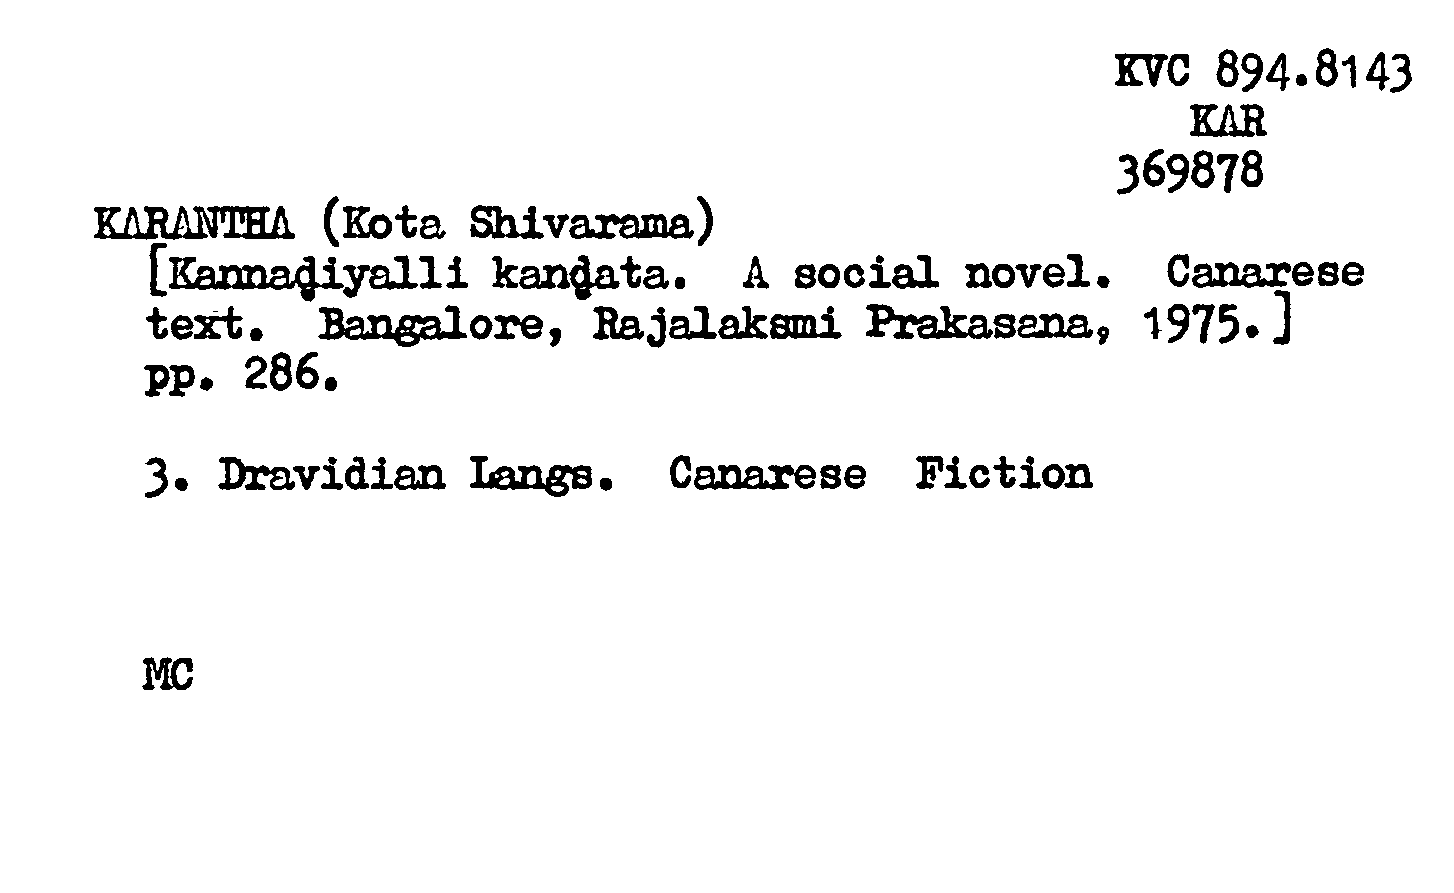 KVC 894.8143
KAR
369878
KARANTHA (Kota Shivarama)
[Kannaḍiyalli kanḍata. A social novel. Canarese
text. Bangalore, Rajalaksmi Prakasana, 1975.]
pp. 286.
3. Dravidian Langs. Canarese Fiction
MC